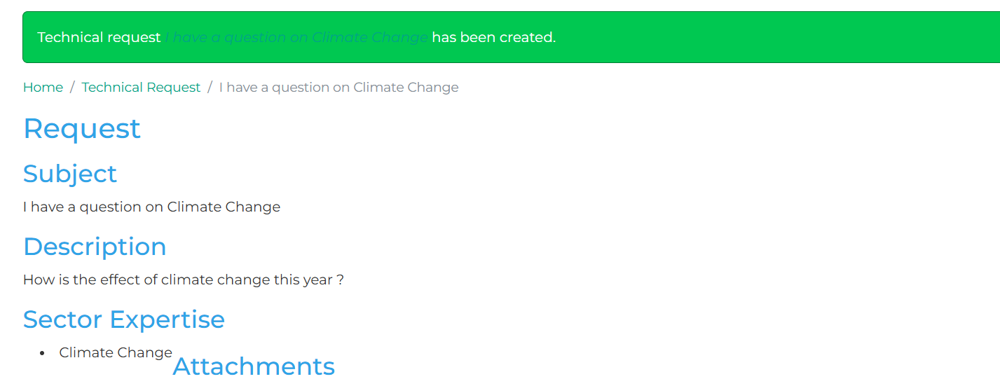 Technical request I have a question on Climate Change has been created.
Home / Technical Request / I have a question on Climate Change
Request
Subject
I have a question on Climate Change
Description
How is the effect of climate change this year ?
Sector Expertise
• Climate Change
Attachments